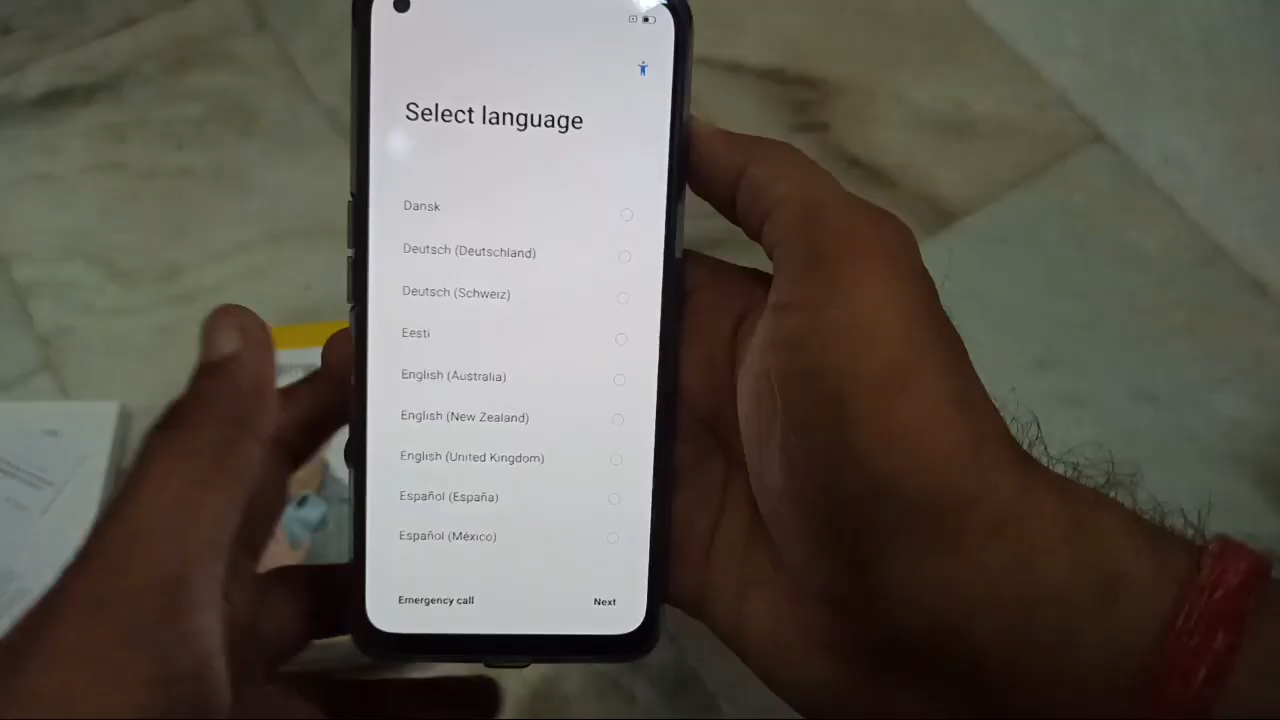 Select language
Dansk
Deutsch (Deutschland)
Deutsch (Schweiz)
Eesti
English (Australia)
English (New Zealand)
English (United Kingdom)
Español (España)
Español (México)
Emergency call
Next